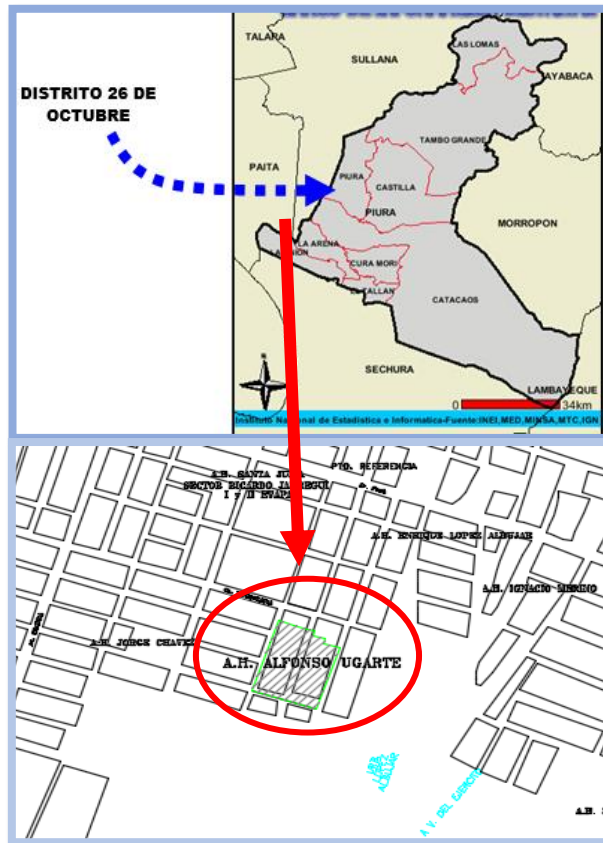 TALARA
SULLANA
LAS LOMAS
AYABACA
DISTRITO 26 DE
OCTUBRE
TAMBO GRANDE
PAITA
PIURA
CASTILLA
PIURA
MORROPON
LA ARENA
CURA MORI
CATACAOS
SECHURA
LAMBAYEQUE
0
34km
Instituto Nacional de Estadistica e Informatica-Fuente:INEI,MED,MINSA,MTC,IGN
PTO. REFERENCIA
A.H. SANTA JULIA
SECTOR RICARDO JAUREGUI
I y II ETAPA
A.H. ENRIQUE LOPEZ ALBUJAR
A.H. IGNACIO MERINO
A.H. JORGE CHAVEZ
A.H. ALFONSO UGARTE
AV. DEL EJERCITO
A.H.